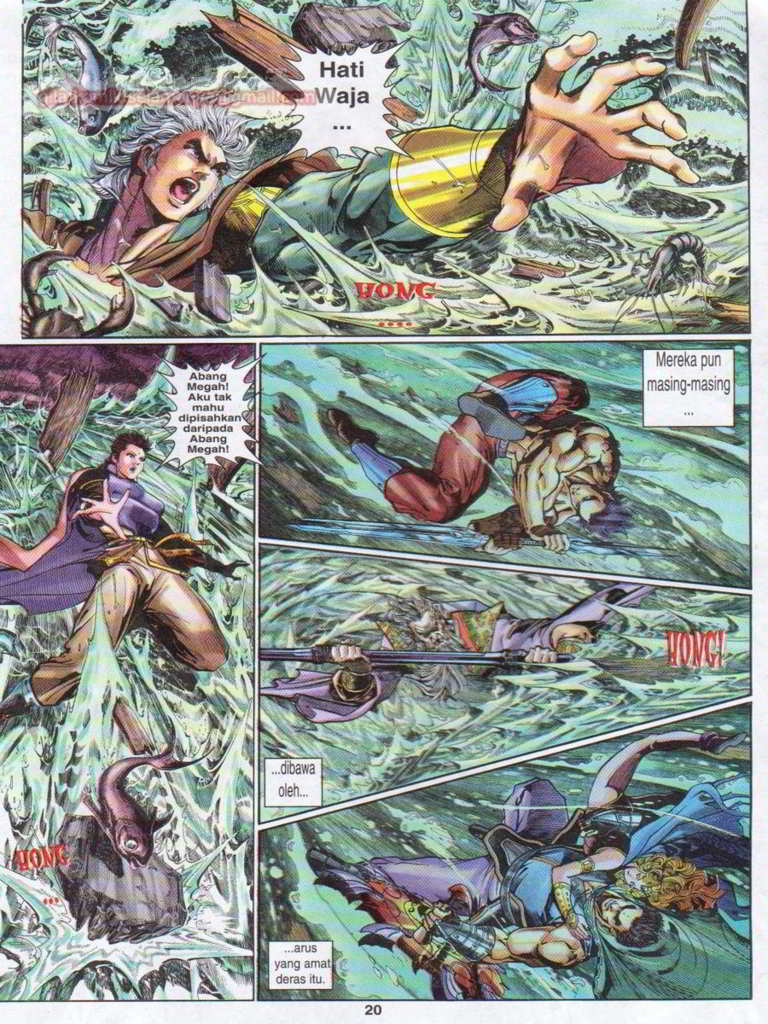 Hati
Waja
...
HONG
....
Abang
Megah!
Aku tak
mahu
dipisahkan
daripada
Abang
Megah!
Mereka pun
masing-masing
...
HONG!
...dibawa
oleh...
HONG
...
...arus
yang amat
deras itu.
20